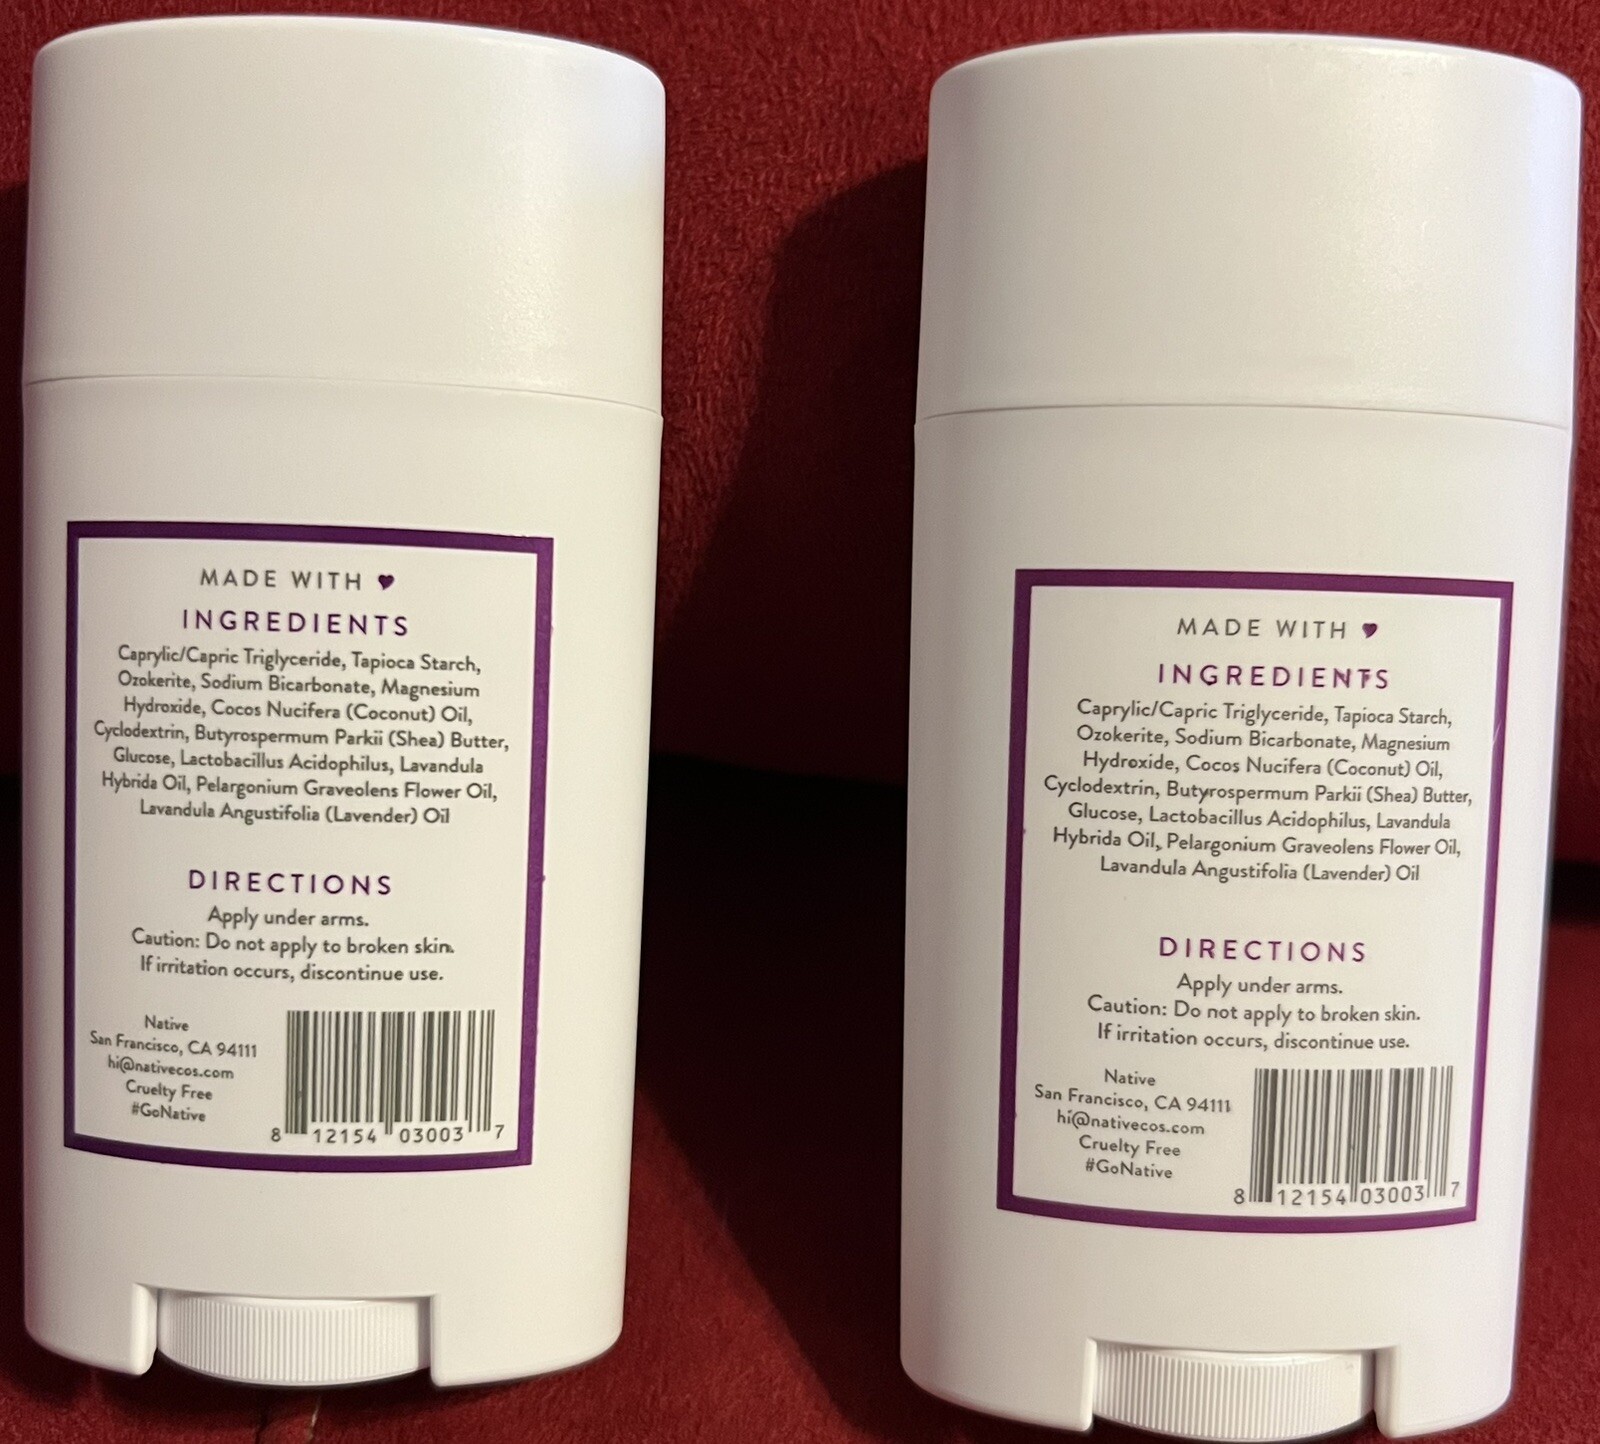 MADE WITH ♥
INGREDIENTS
Caprylic/Capric Triglyceride, Tapioca Starch,
Ozokerite, Sodium Bicarbonate, Magnesium
Hydroxide, Cocos Nucifera (Coconut) Oil,
Cyclodextrin, Butyrospermum Parkii (Shea) Butter,
Glucose, Lactobacillus Acidophilus, Lavandula
Hybrida Oil, Pelargonium Graveolens Flower Oil,
Lavandula Angustifolia (Lavender) Oil
DIRECTIONS
Apply under arms.
Caution: Do not apply to broken skin.
If irritation occurs, discontinue use.
Native
San Francisco, CA 94111
hi@nativecos.com
Cruelty Free
#GoNative
8 12154 03003 7
MADE WITH ♥
INGREDIENTS
Caprylic/Capric Triglyceride, Tapioca Starch,
Ozokerite, Sodium Bicarbonate, Magnesium
Hydroxide, Cocos Nucifera (Coconut) Oil,
Cyclodextrin, Butyrospermum Parkii (Shea) Butter,
Glucose, Lactobacillus Acidophilus, Lavandula
Hybrida Oil, Pelargonium Graveolens Flower Oil,
Lavandula Angustifolia (Lavender) Oil
DIRECTIONS
Apply under arms.
Caution: Do not apply to broken skin.
If irritation occurs, discontinue use.
Native
San Francisco, CA 94111
hi@nativecos.com
Cruelty Free
#GoNative
8 12154 03003 7